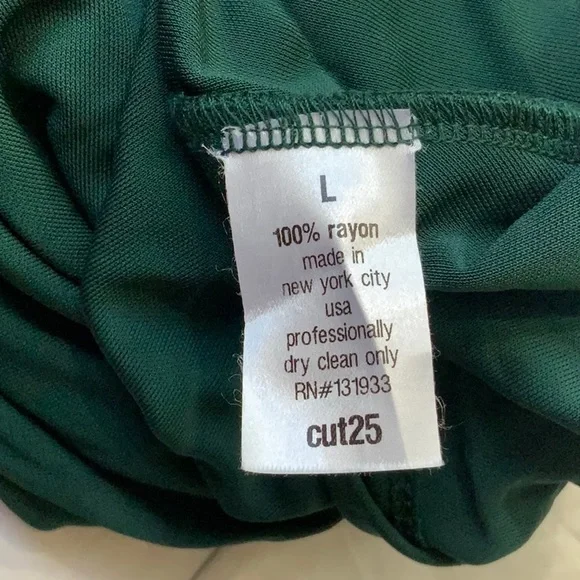 L
100% rayon
made in
new york city
usa
professionally
dry clean only
RN#131933
cut25